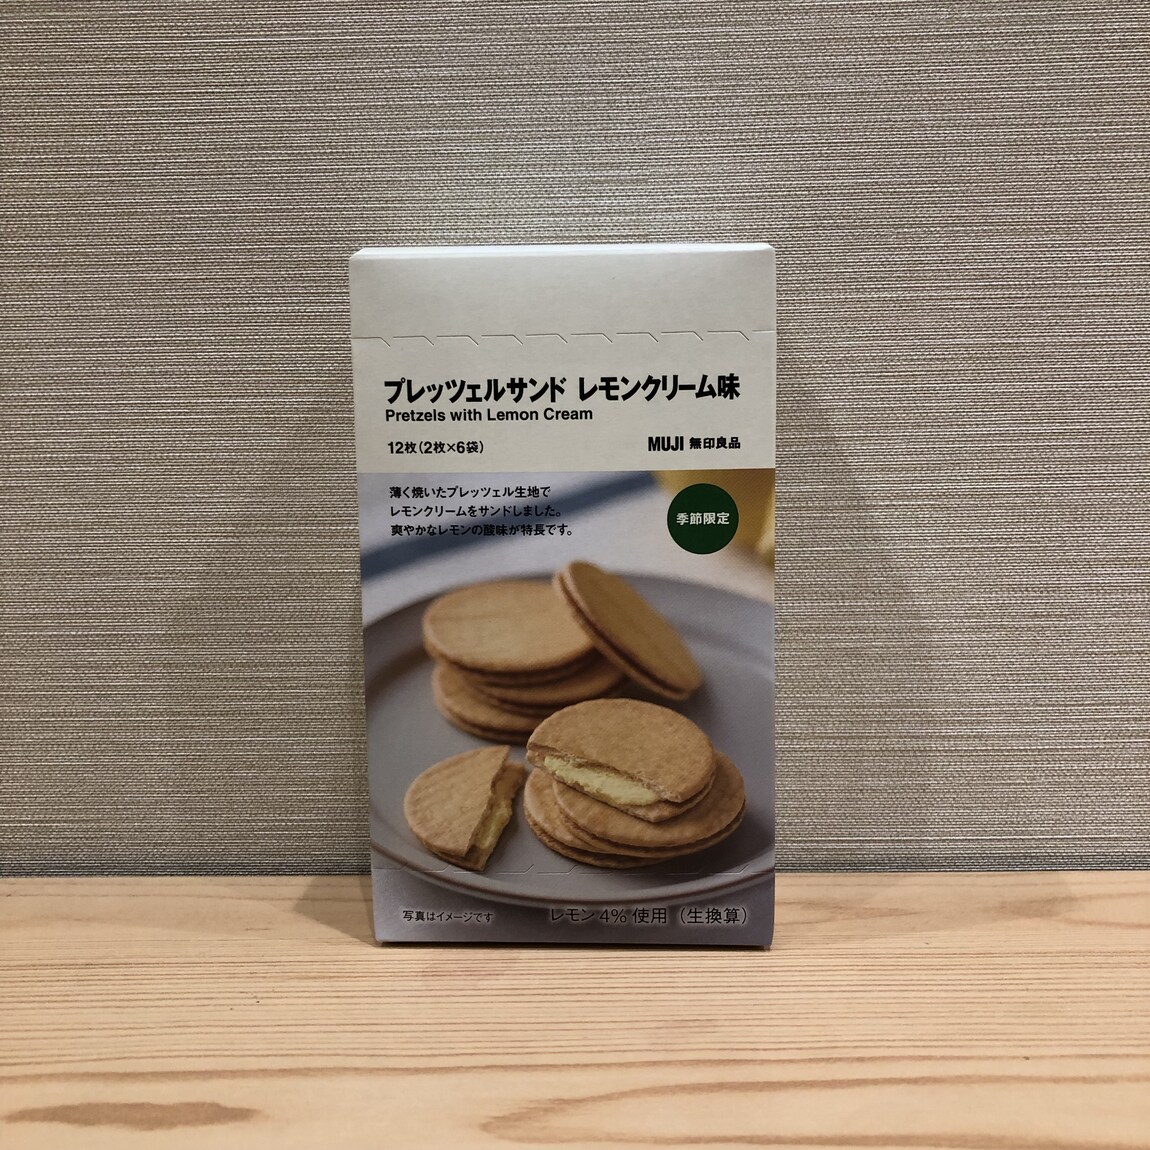 プレッツェルサンド レモンクリーム味
Pretzels with Lemon Cream
12枚(2枚×6袋)
MUJI 無印良品
薄く焼いたプレッツェル生地で
レモンクリームをサンドしました。
爽やかなレモンの酸味が特長です。
季節限定
写真はイメージです
レモン 4% 使用（生換算）